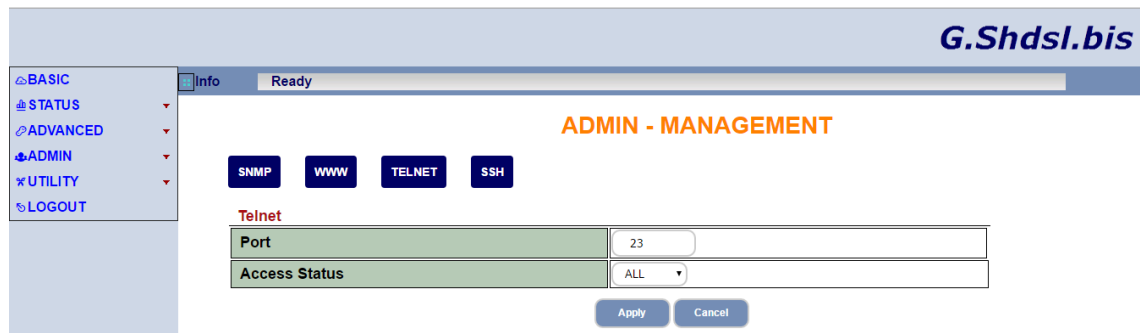 G.Shdsl.bis
BASIC
STATUS
ADVANCED
ADMIN
UTILITY
LOGOUT
Info Ready
ADMIN - MANAGEMENT
SNMP WWW TELNET SSH
Telnet
Port 23
Access Status ALL
Apply Cancel